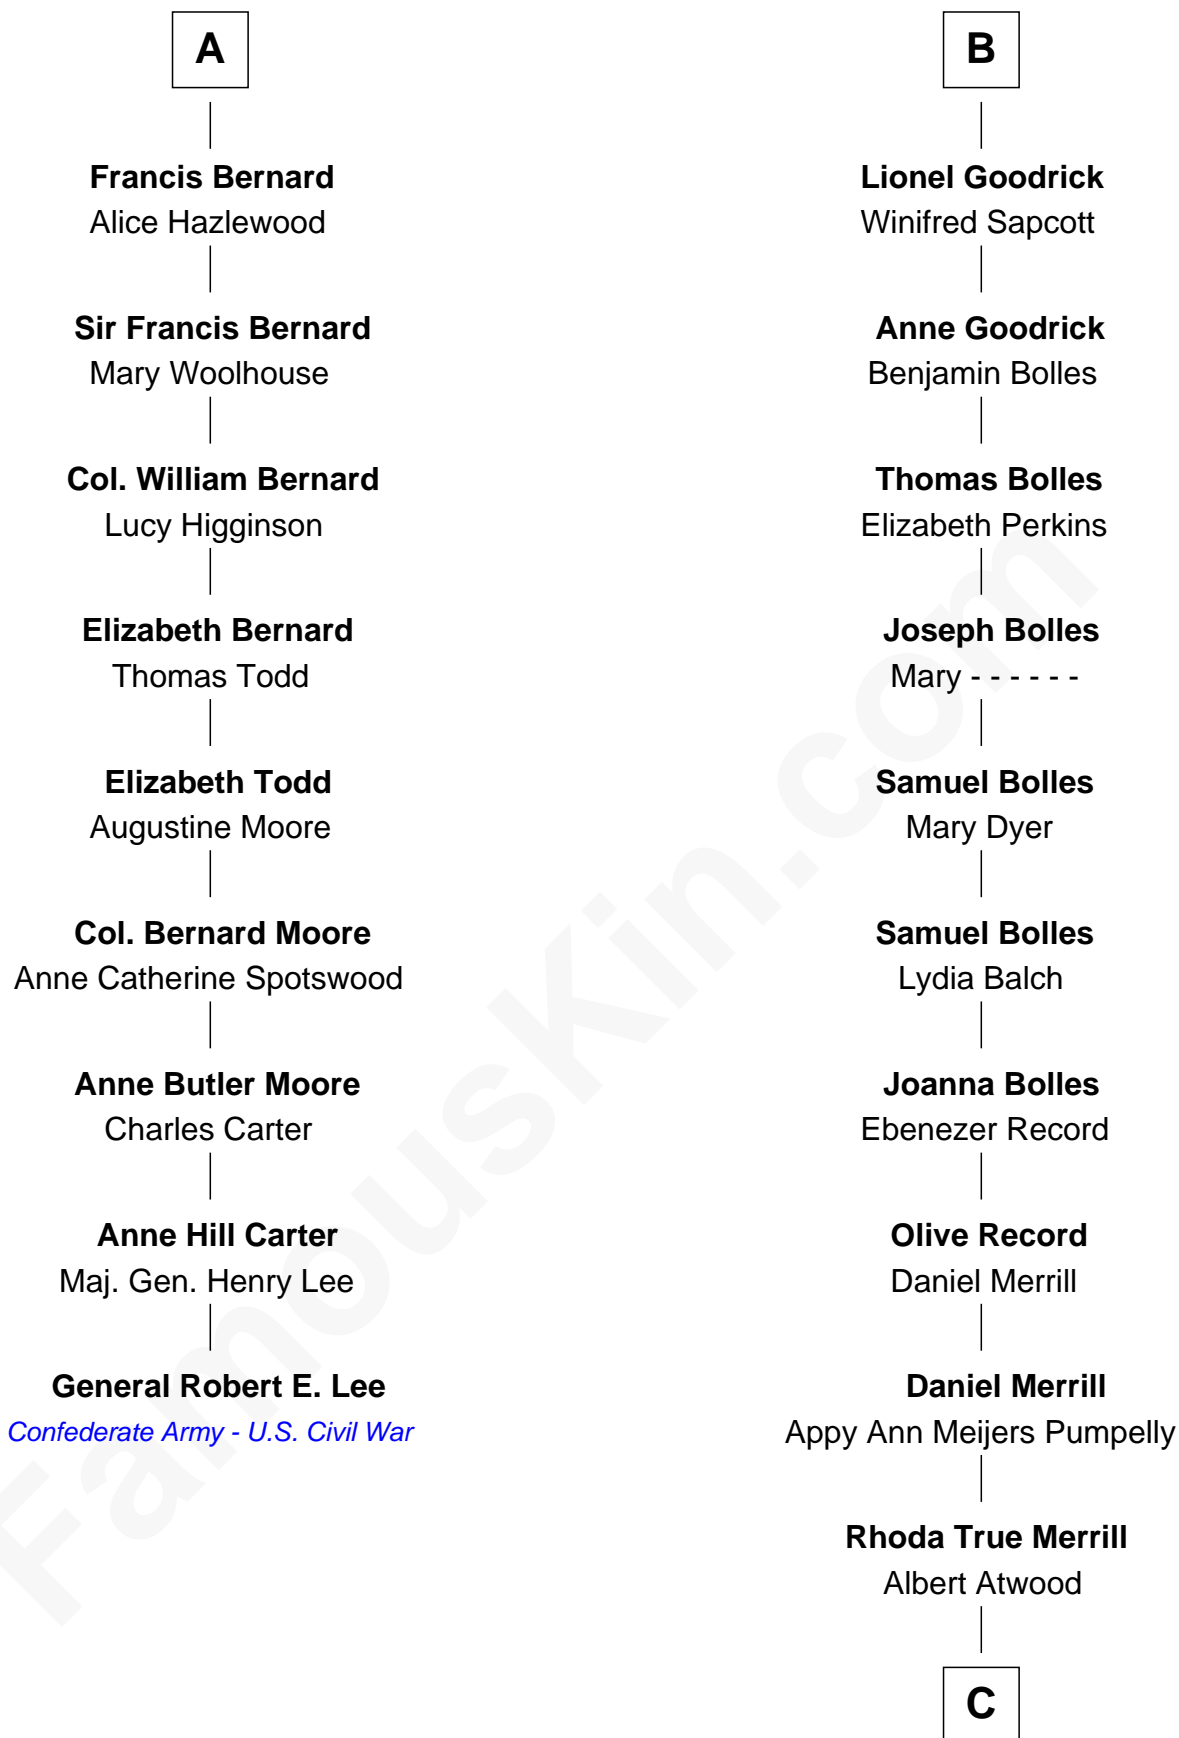 A
Francis Bernard
Alice Hazlewood
Sir Francis Bernard
Mary Woolhouse
Col. William Bernard
Lucy Higginson
Elizabeth Bernard
Thomas Todd
Elizabeth Todd
Augustine Moore
Col. Bernard Moore
Anne Catherine Spotswood
Anne Butler Moore
Charles Carter
Anne Hill Carter
Maj. Gen. Henry Lee
General Robert E. Lee
Confederate Army - U.S. Civil War
B
Lionel Goodrick
Winifred Sapcott
Anne Goodrick
Benjamin Bolles
Thomas Bolles
Elizabeth Perkins
Joseph Bolles
Mary - - - - - -
Samuel Bolles
Mary Dyer
Samuel Bolles
Lydia Balch
Joanna Bolles
Ebenezer Record
Olive Record
Daniel Merrill
Daniel Merrill
Appy Ann Meijers Pumpelly
Rhoda True Merrill
Albert Atwood
C
FamousKin.com